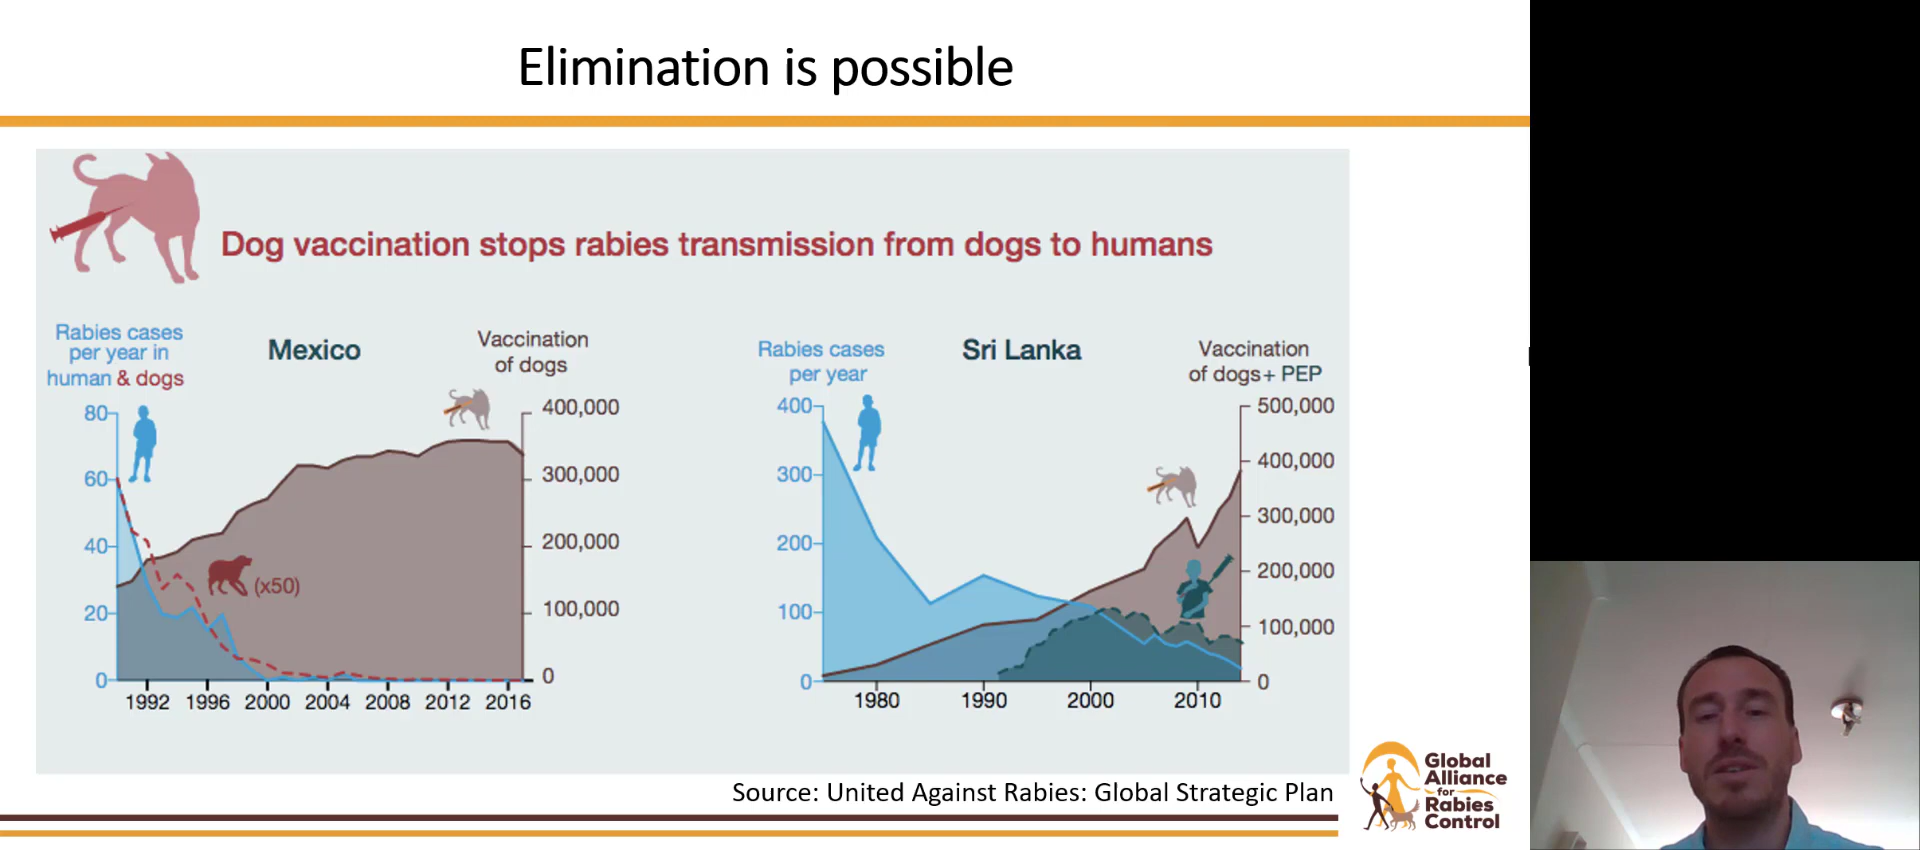 Elimination is possible
Dog vaccination stops rabies transmission from dogs to humans
Rabies cases
per year in
human & dogs
Mexico
Vaccination
of dogs
80
60
40
20
0
(x50)
400,000
300,000
200,000
100,000
0
1992 1996 2000 2004 2008 2012 2016
Rabies cases
per year
Sri Lanka
Vaccination
of dogs+ PEP
400
300
200
100
0
500,000
400,000
300,000
200,000
100,000
0
1980 1990 2000 2010
Source: United Against Rabies: Global Strategic Plan
Global
Alliance
for
Rabies
Control